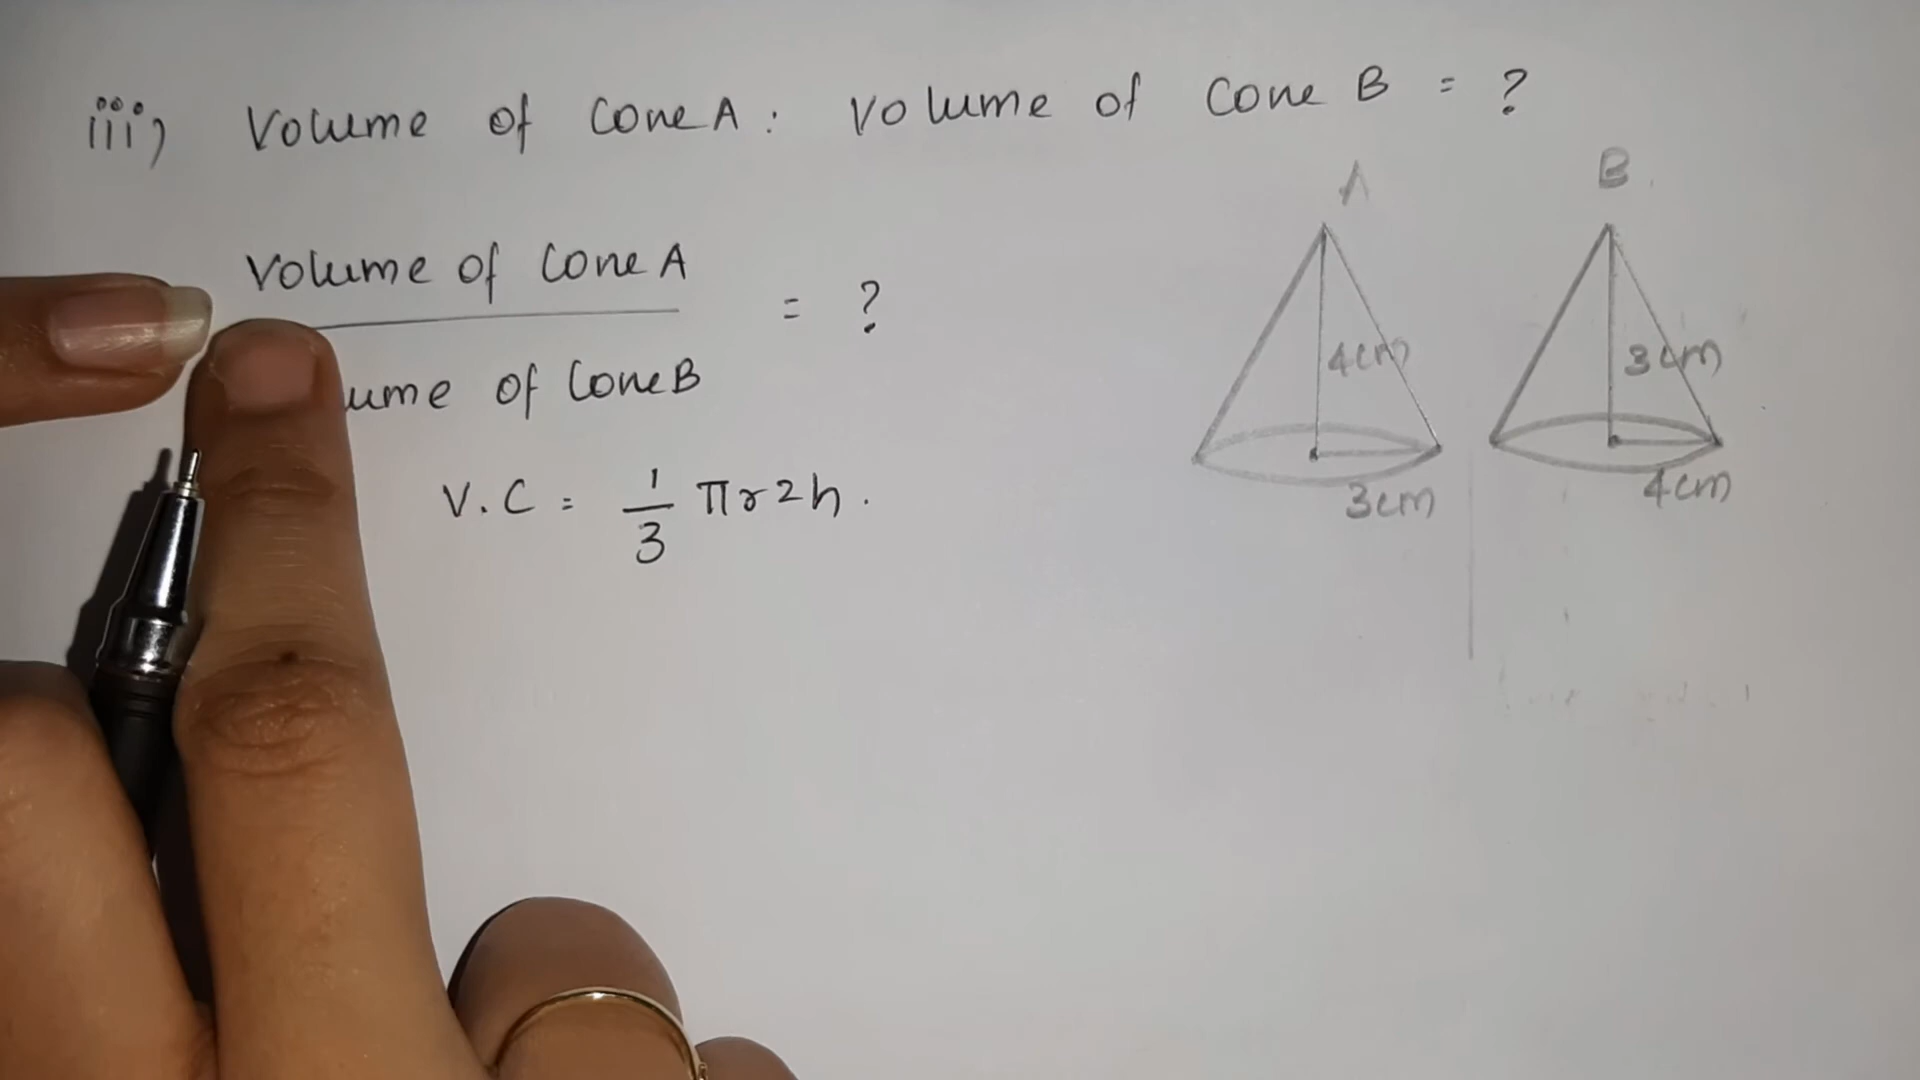 iii, Volume of Cone A : Volume of Cone B = ?
A
B
Volume of Cone A
= ?
of Cone B
4cm
3cm
3cm
4cm
V.C = 1/3 πr2h.